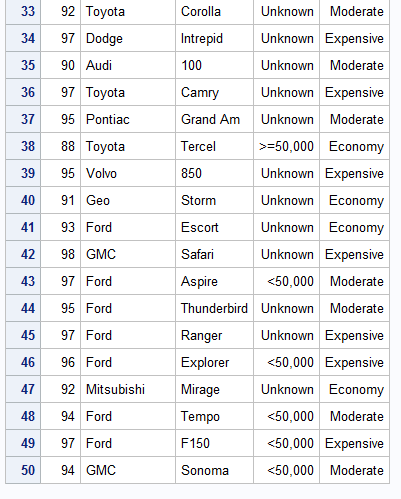 33 92 Toyota Corolla Unknown Moderate
34 97 Dodge Intrepid Unknown Expensive
35 90 Audi 100 Unknown Moderate
36 97 Toyota Camry Unknown Expensive
37 95 Pontiac Grand Am Unknown Moderate
38 88 Toyota Tercel >=50,000 Economy
39 95 Volvo 850 Unknown Expensive
40 91 Geo Storm Unknown Economy
41 93 Ford Escort Unknown Economy
42 98 GMC Safari Unknown Expensive
43 97 Ford Aspire <50,000 Moderate
44 95 Ford Thunderbird Unknown Moderate
45 97 Ford Ranger Unknown Expensive
46 96 Ford Explorer <50,000 Expensive
47 92 Mitsubishi Mirage Unknown Economy
48 94 Ford Tempo <50,000 Moderate
49 97 Ford F150 <50,000 Expensive
50 94 GMC Sonoma <50,000 Moderate